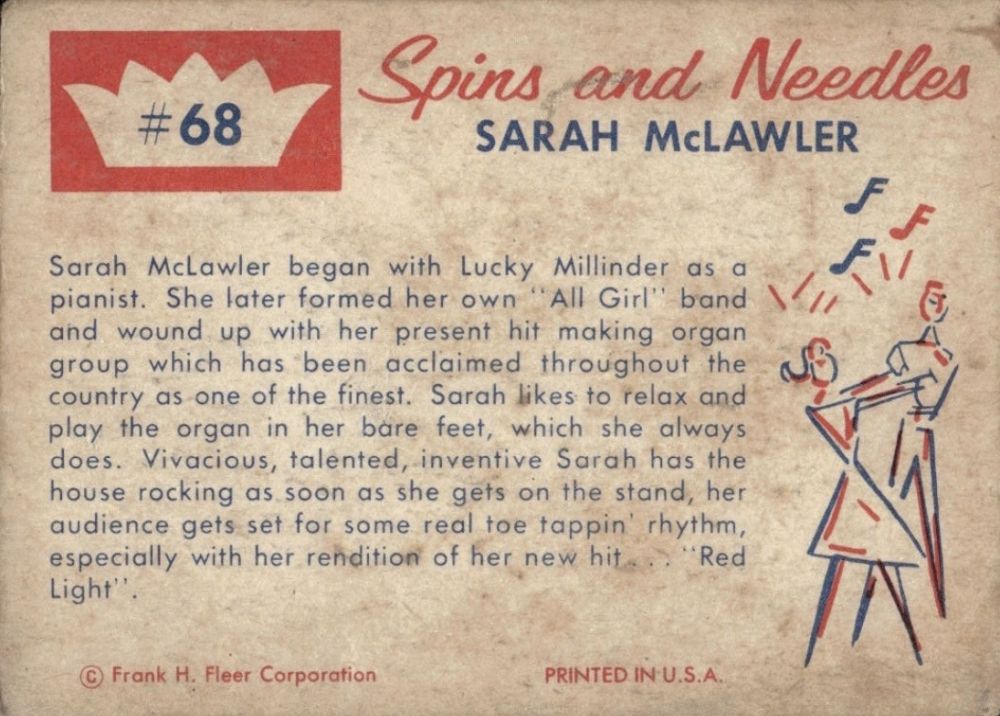 #68
Spins and Needles
SARAH McLAWLER
Sarah McLawler began with Lucky Millinder as a
pianist. She later formed her own "All Girl" band
and wound up with her present hit making organ
group which has been acclaimed throughout the
country as one of the finest. Sarah likes to relax and
play the organ in her bare feet, which she always
does. Vivacious, talented, inventive Sarah has the
house rocking as soon as she gets on the stand, her
audience gets set for some real toe tappin' rhythm,
especially with her rendition of her new hit . . . "Red
Light".
© Frank H. Fleer Corporation
PRINTED IN U.S.A.